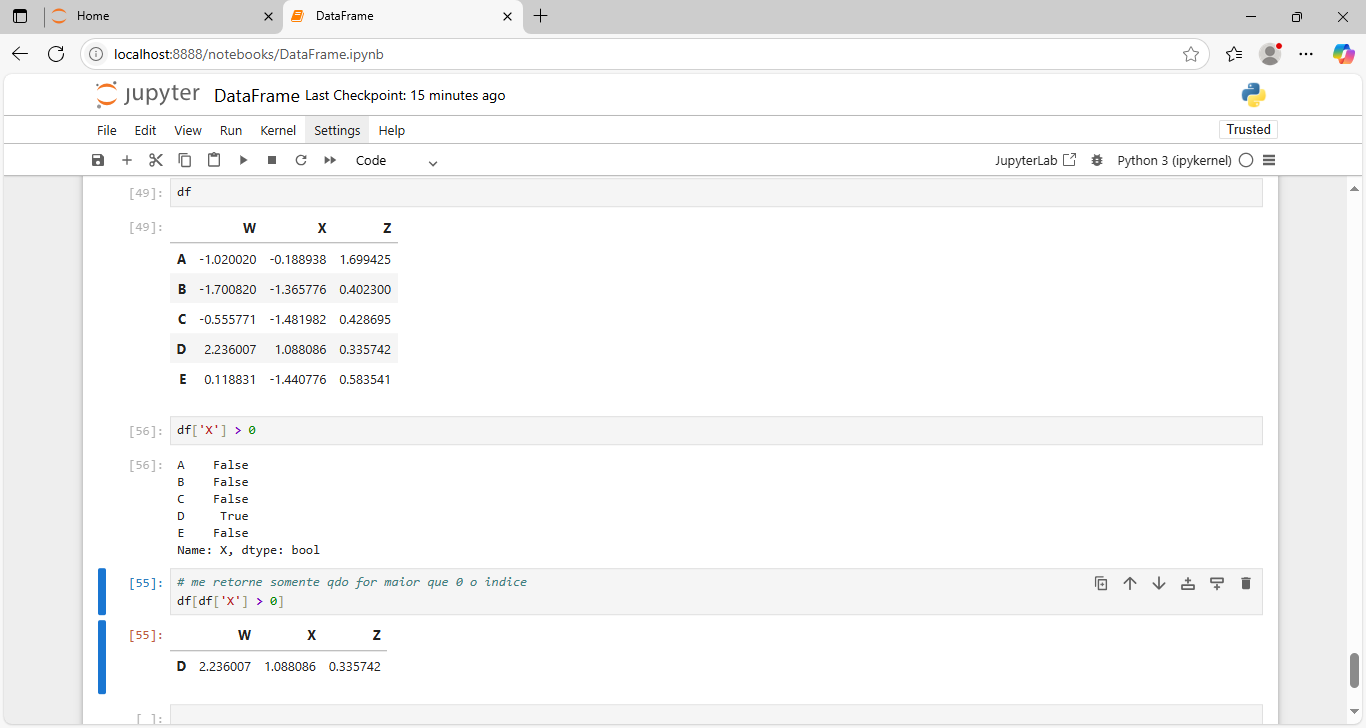 Home
DataFrame
localhost:8888/notebooks/DataFrame.ipynb
jupyter DataFrame Last Checkpoint: 15 minutes ago
File Edit View Run Kernel Settings Help
Trusted
Code
JupyterLab
Python 3 (ipykernel)
[49]: df
[49]: W X Z
A -1.020020 -0.188938 1.699425
B -1.700820 -1.365776 0.402300
C -0.555771 -1.481982 0.428695
D 2.236007 1.088086 0.335742
E 0.118831 -1.440776 0.583541
[56]: df['X'] > 0
[56]: A False
B False
C False
D True
E False
Name: X, dtype: bool
[55]: # me retorne somente qdo for maior que 0 o indice
df[df['X'] > 0]
[55]: W X Z
D 2.236007 1.088086 0.335742
[ ]: